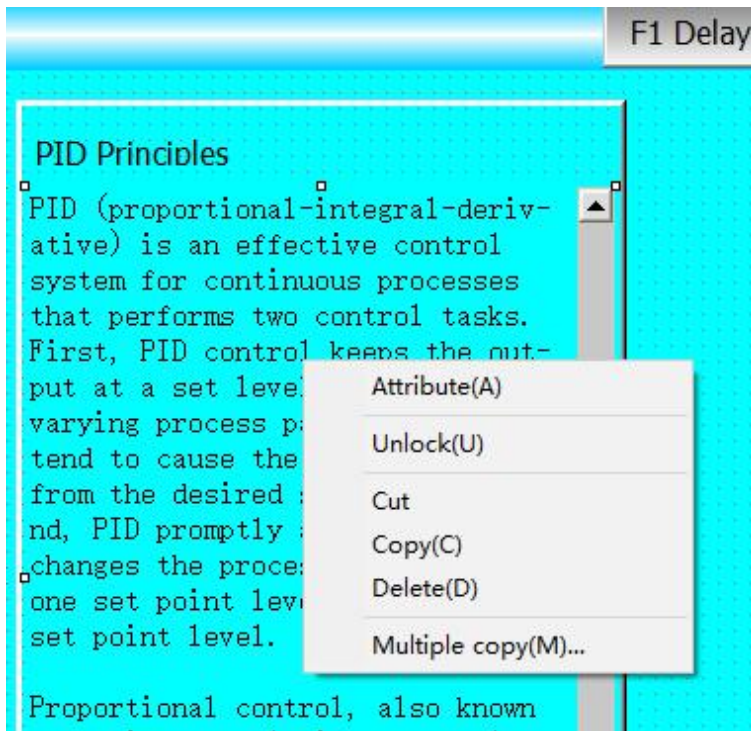 F1 Delay
PID Principles
PID (proportional-integral-deriv-
ative) is an effective control
system for continuous processes
that performs two control tasks.
First, PID control keeps the out-
put at a set leve
varying process p
tend to cause the
from the desired
nd, PID promptly
changes the proce
one set point lev
set point level.
Proportional control, also known
Attribute(A)
Unlock(U)
Cut
Copy(C)
Delete(D)
Multiple copy(M)...